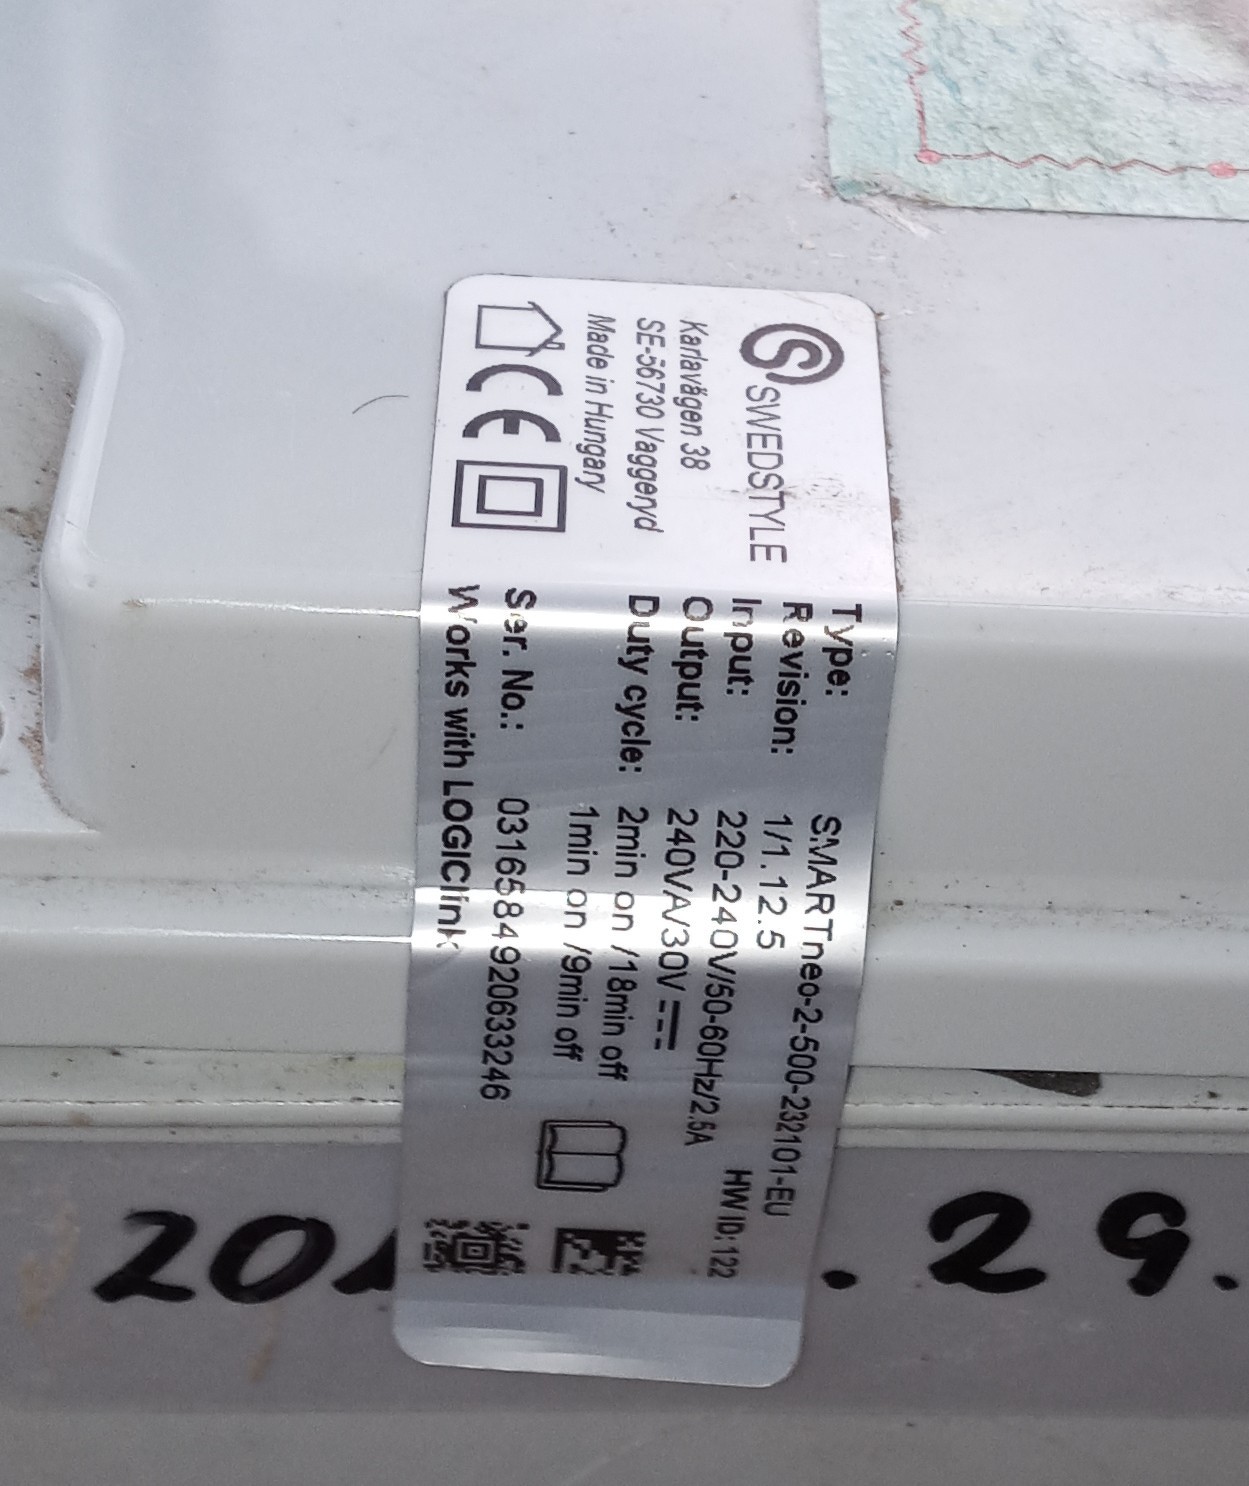 SWEDSTYLE
Karlavägen 38
SE-56730 Vaggeryd
Made in Hungary
CE
Type: SMARTneo-2-500-232101-EU
Revision: 1/1.12.5 HW ID: 122
Input: 220-240V/50-60Hz/2.5A
Output: 240VA/30V
Duty cycle: 2min on /18min off
1min on /9min off
Ser. No.: 0316584920633246
Works with LOGIClink
20 . 29.